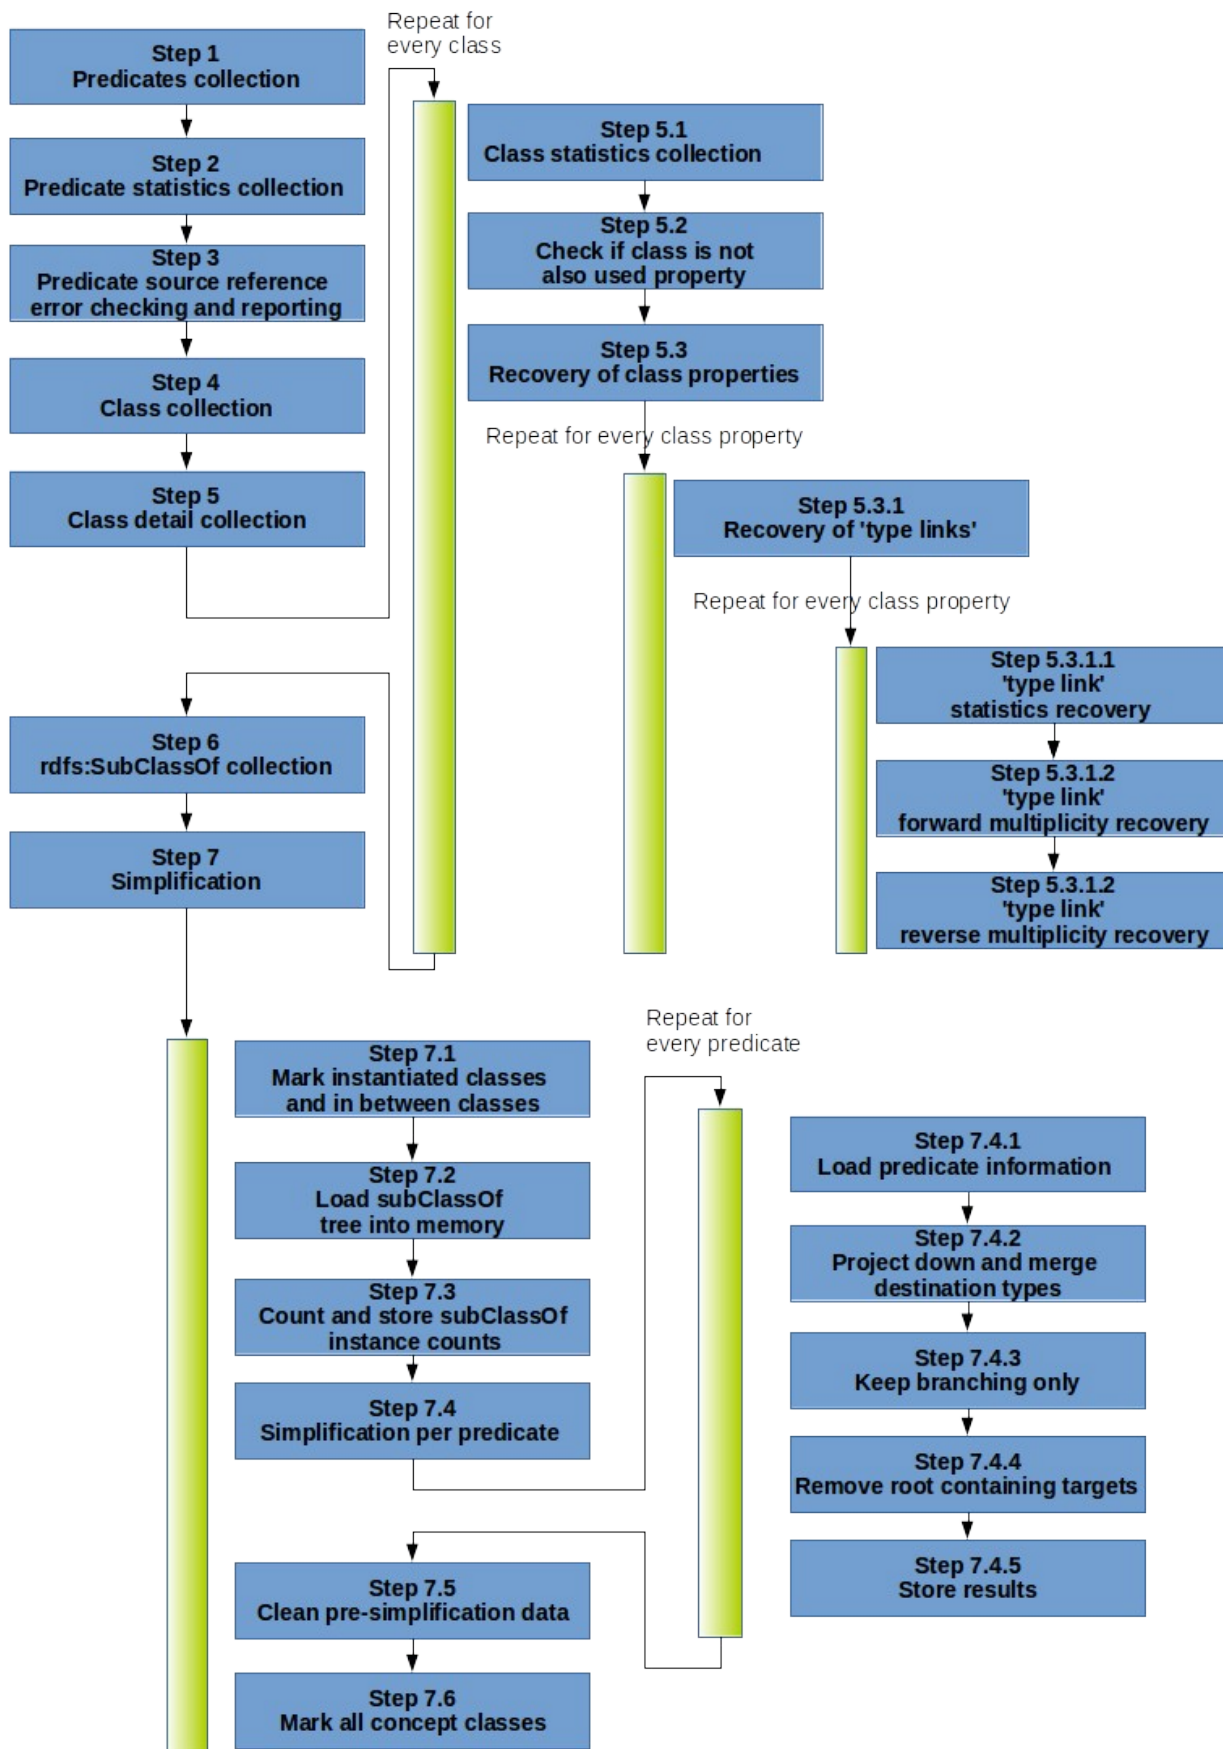 Repeat for
every class
Step 1
Predicates collection
Step 2
Predicate statistics collection
Step 3
Predicate source reference
error checking and reporting
Step 4
Class collection
Step 5
Class detail collection
Step 5.1
Class statistics collection
Step 5.2
Check if class is not
also used property
Step 5.3
Recovery of class properties
Repeat for every class property
Step 5.3.1
Recovery of 'type links'
Repeat for every class property
Step 5.3.1.1
'type link'
statistics recovery
Step 5.3.1.2
'type link'
forward multiplicity recovery
Step 5.3.1.2
'type link'
reverse multiplicity recovery
Step 6
rdfs:SubClassOf collection
Step 7
Simplification
Step 7.1
Mark instantiated classes
and in between classes
Step 7.2
Load subClassOf
tree into memory
Step 7.3
Count and store subClassOf
instance counts
Step 7.4
Simplification per predicate
Repeat for
every predicate
Step 7.4.1
Load predicate information
Step 7.4.2
Project down and merge
destination types
Step 7.4.3
Keep branching only
Step 7.4.4
Remove root containing targets
Step 7.4.5
Store results
Step 7.5
Clean pre-simplification data
Step 7.6
Mark all concept classes